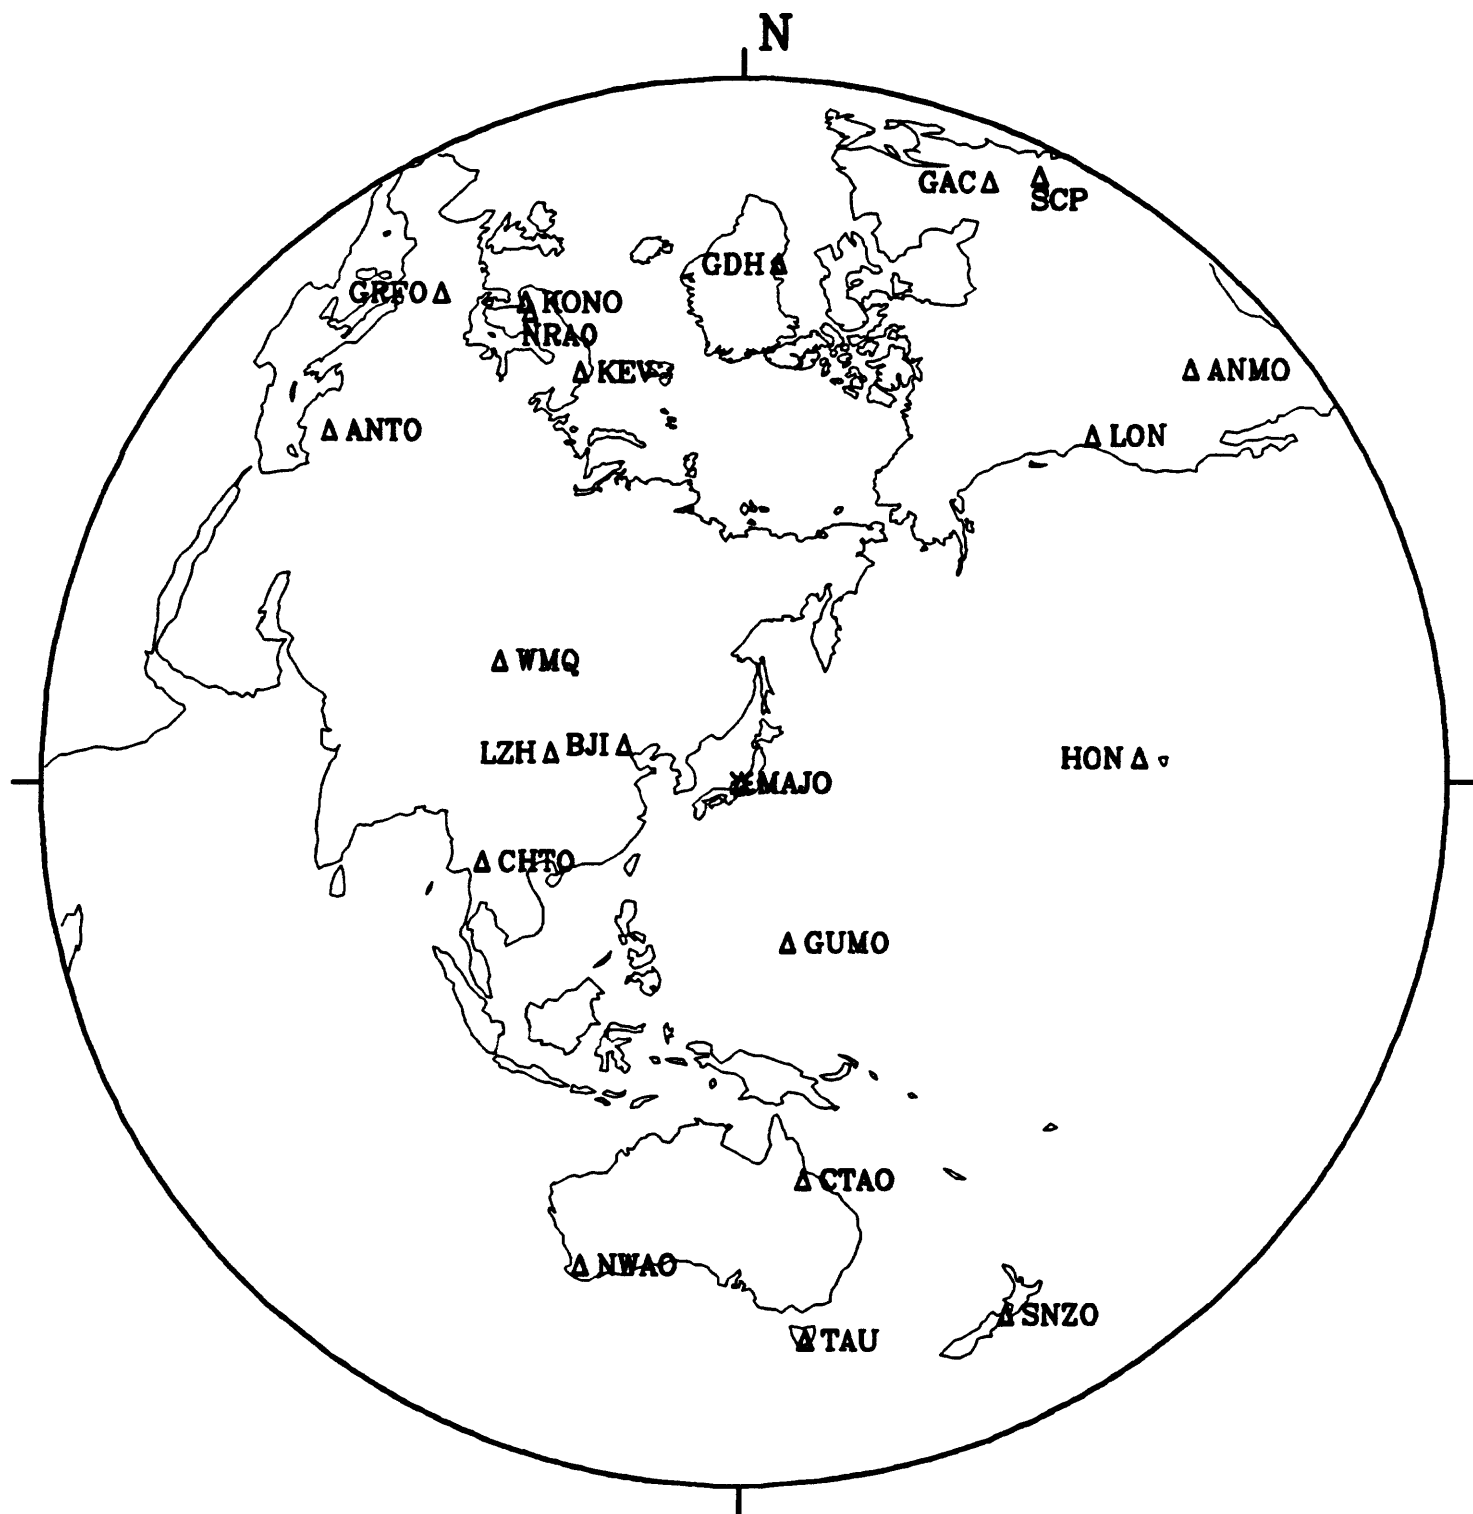 N
GAC
SCP
GDH
GRFO
KONO
NRAO
KEV
ANMO
ANTO
LON
WMQ
LZH
BJI
HON
MAJO
CHTO
GUMO
CTAO
NWAO
SNZO
TAU